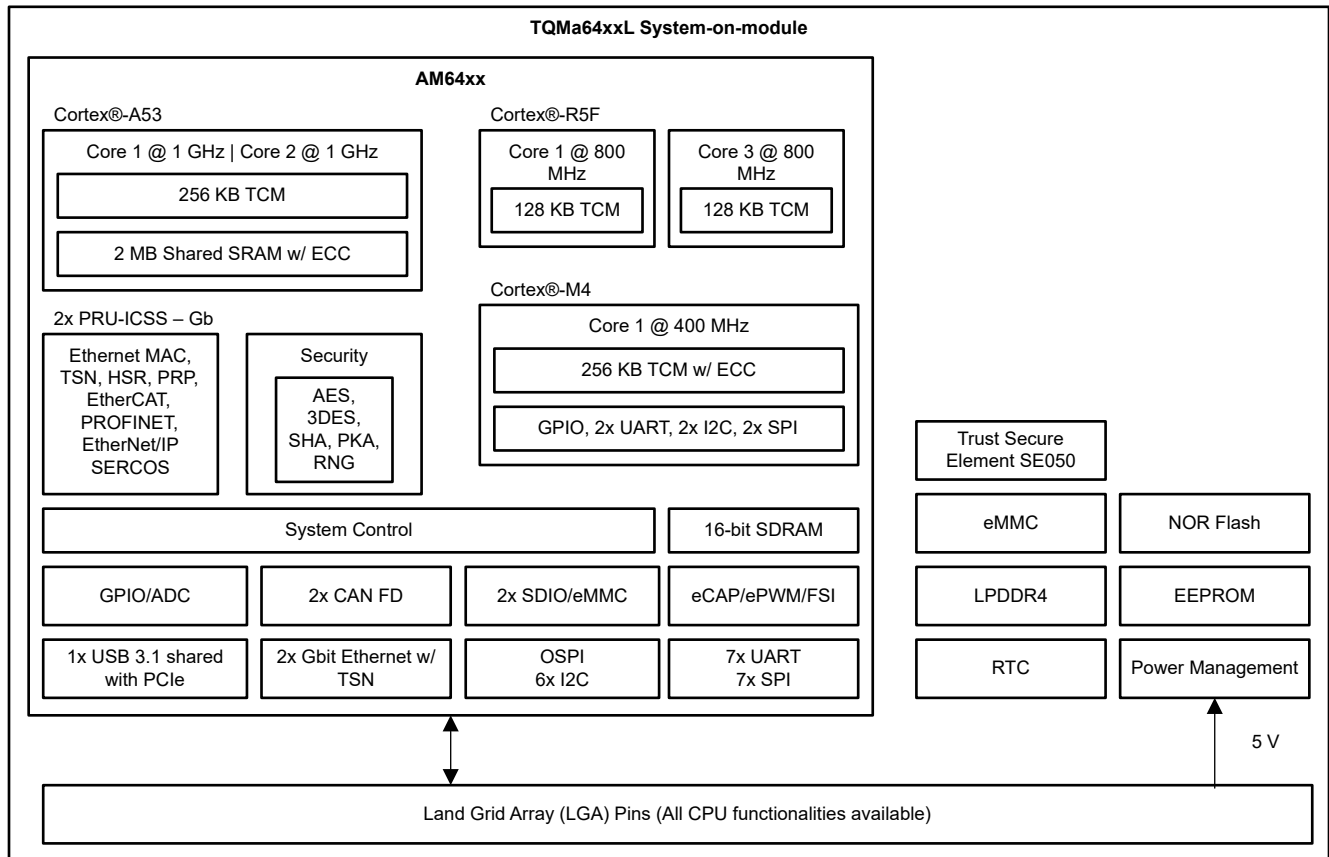 TQMa64xxL System-on-module
AM64xx
Cortex®-A53
Core 1 @ 1 GHz | Core 2 @ 1 GHz
256 KB TCM
2 MB Shared SRAM w/ ECC
Cortex®-R5F
Core 1 @ 800
MHz
128 KB TCM
Core 3 @ 800
MHz
128 KB TCM
2x PRU-ICSS – Gb
Ethernet MAC,
TSN, HSR, PRP,
EtherCAT,
PROFINET,
EtherNet/IP
SERCOS
Security
AES,
3DES,
SHA, PKA,
RNG
Cortex®-M4
Core 1 @ 400 MHz
256 KB TCM w/ ECC
GPIO, 2x UART, 2x I2C, 2x SPI
System Control
16-bit SDRAM
GPIO/ADC
2x CAN FD
2x SDIO/eMMC
eCAP/ePWM/FSI
1x USB 3.1 shared
with PCIe
2x Gbit Ethernet w/
TSN
OSPI
6x I2C
7x UART
7x SPI
Trust Secure
Element SE050
eMMC
NOR Flash
LPDDR4
EEPROM
RTC
Power Management
5 V
Land Grid Array (LGA) Pins (All CPU functionalities available)